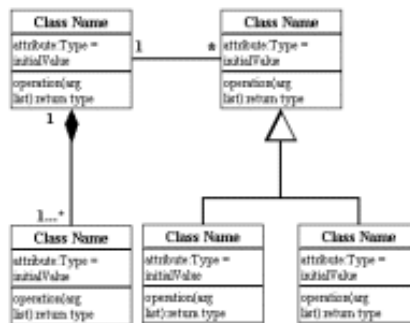 Class Name
attribute:Type =
initialValue
operation(arg
list):return type
1
*
Class Name
attribute:Type =
initialValue
operation(arg
list):return type
1
1...*
Class Name
attribute:Type =
initialValue
operation(arg
list):return type
Class Name
attribute:Type =
initialValue
operation(arg
list):return type
Class Name
attribute:Type =
initialValue
operation(arg
list):return type